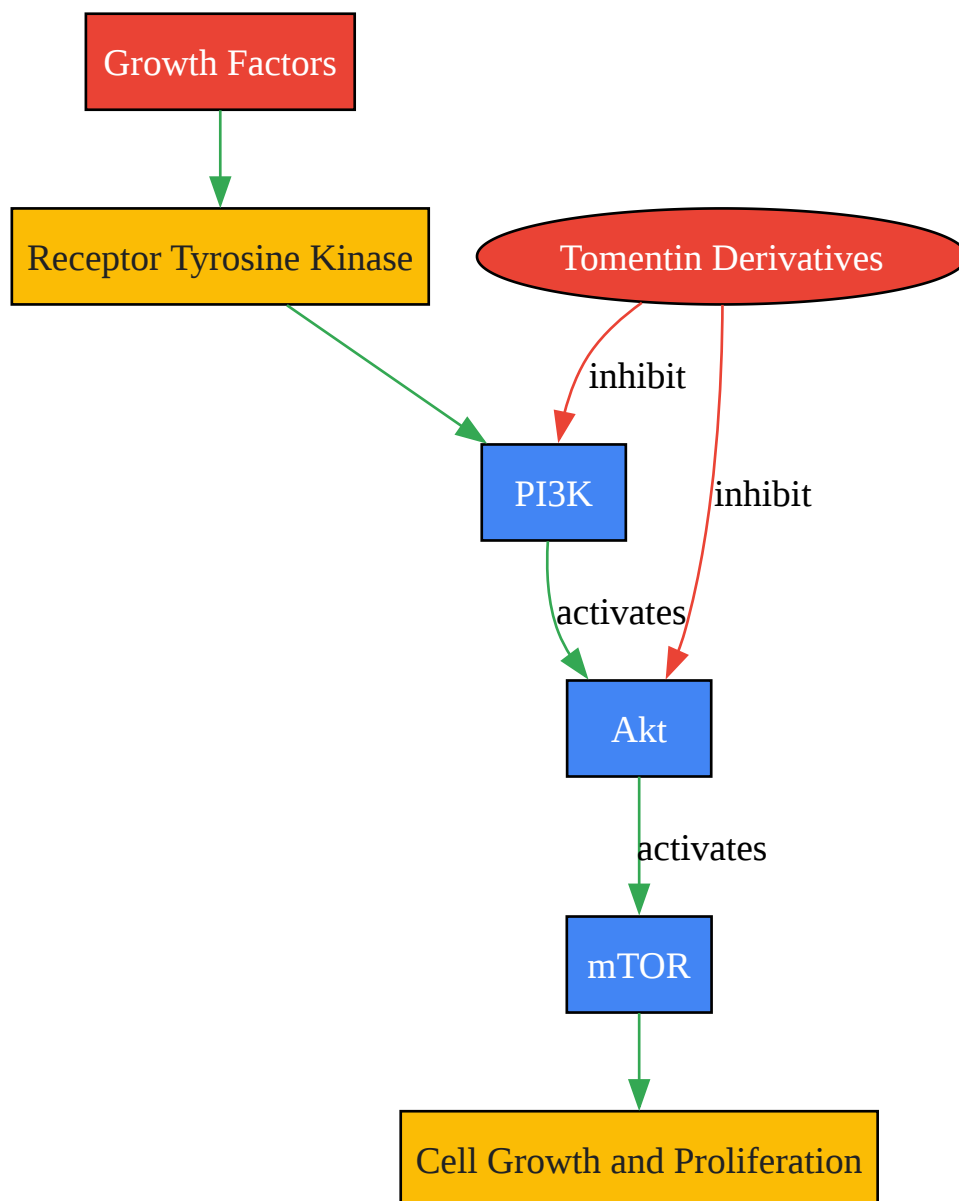 Growth Factors
Receptor Tyrosine Kinase
Tomentin Derivatives
inhibit
PI3K
inhibit
activates
Akt
activates
mTOR
Cell Growth and Proliferation